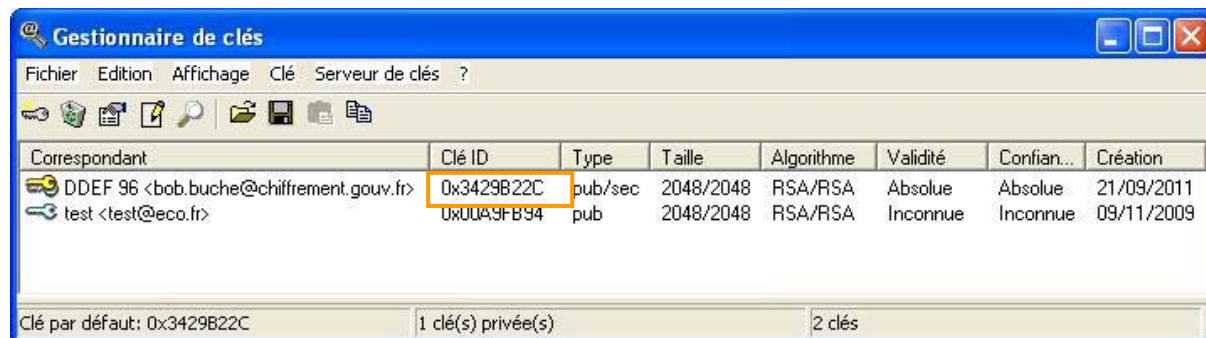 Gestionnaire de clés
Fichier Edition Affichage Clé Serveur de clés ?
Correspondant Clé ID Type Taille Algorithme Validité Confian... Création
DDEF 96 <bob.buche@chiffrement.gouv.fr> 0x3429B22C pub/sec 2048/2048 RSA/RSA Absolue Absolue 21/09/2011
test <test@eco.fr> 0x00A9FB94 pub 2048/2048 RSA/RSA Inconnue Inconnue 09/11/2009
Clé par défaut: 0x3429B22C 1 clé(s) privée(s) 2 clés